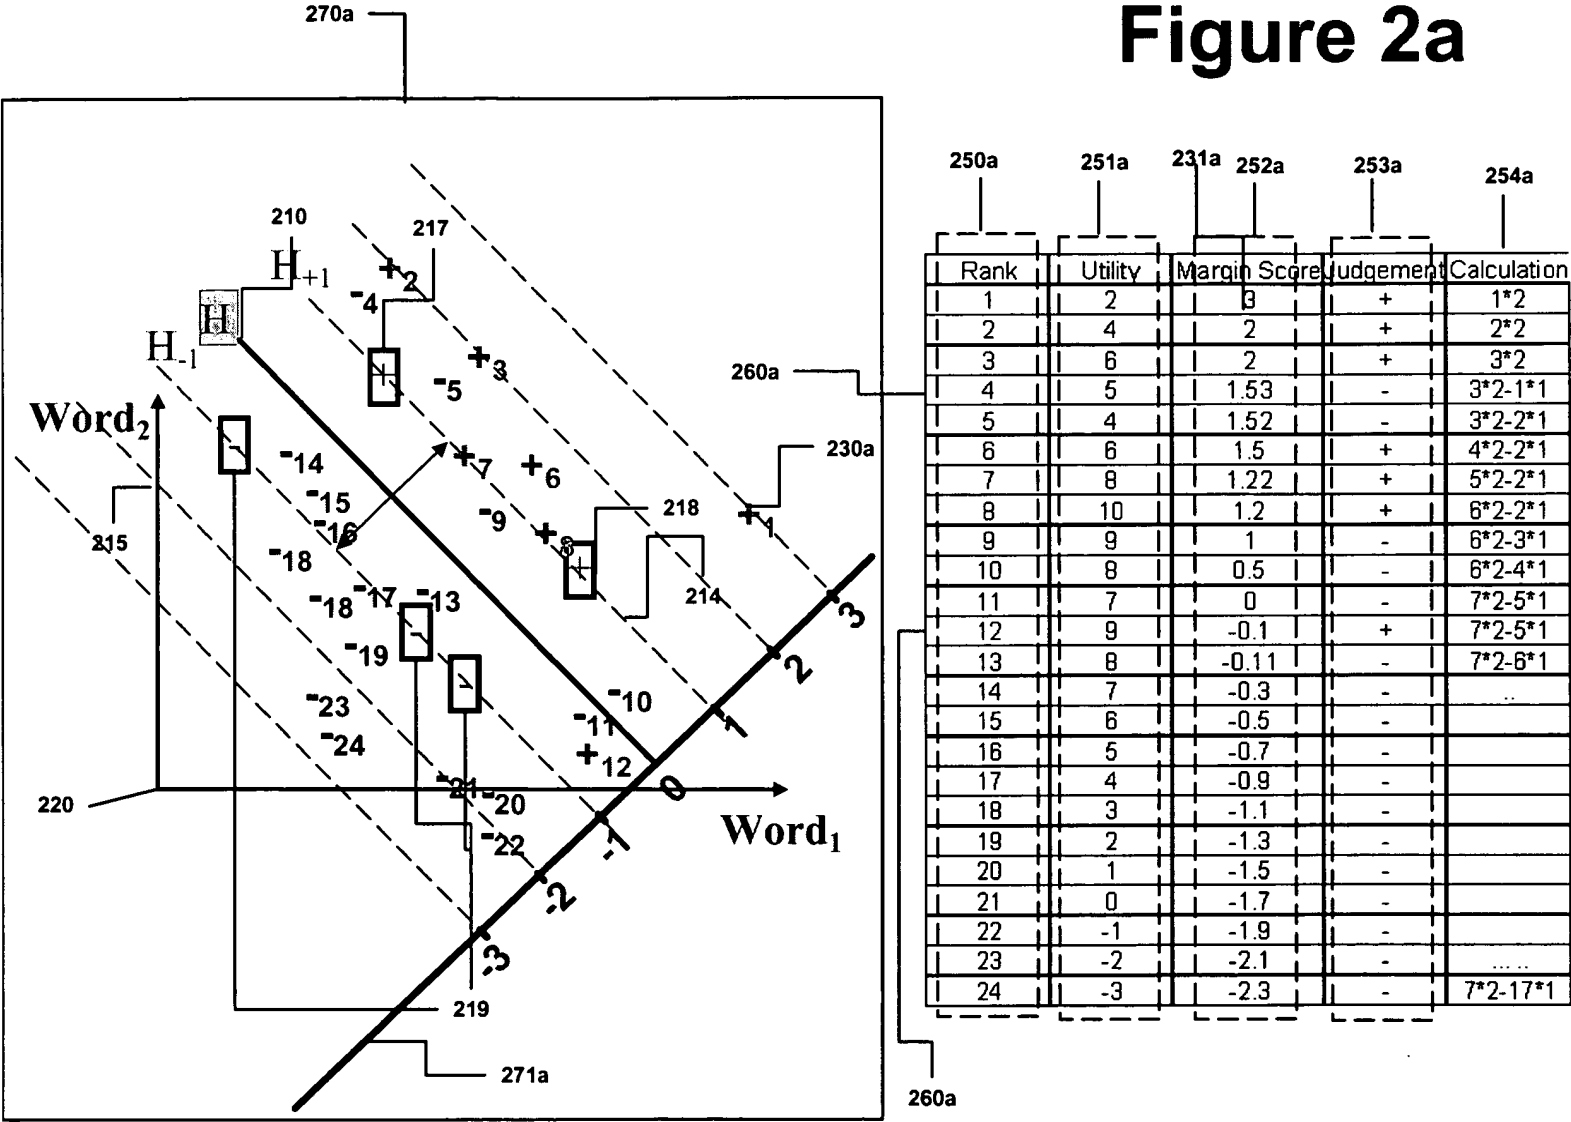 Figure 2a
270a
210
217
H+1
H
H-1
+2
-4
+3
-5
Word2
-14
+7
+6
230a
-15
-9
218
+1
-16
215
-18
8
214
-18
-17
-13
3
-19
2
-23
-10
-11
1
-24
+12
220
-21
-20
0
Word1
-22
-1
-2
-3
219
271a
250a
251a
231a
252a
253a
254a
260a
Rank Utility Margin Score Judgement Calculation
1 2 3 + 1*2
2 4 2 + 2*2
3 6 2 + 3*2
4 5 1.53 - 3*2-1*1
5 4 1.52 - 3*2-2*1
6 6 1.5 + 4*2-2*1
7 8 1.22 + 5*2-2*1
8 10 1.2 + 6*2-2*1
9 9 1 - 6*2-3*1
10 8 0.5 - 6*2-4*1
11 7 0 - 7*2-5*1
12 9 -0.1 + 7*2-5*1
13 8 -0.11 - 7*2-6*1
14 7 -0.3 - ..
15 6 -0.5 -
16 5 -0.7 -
17 4 -0.9 -
18 3 -1.1 -
19 2 -1.3 -
20 1 -1.5 -
21 0 -1.7 -
22 -1 -1.9 -
23 -2 -2.1 - .... ..
24 -3 -2.3 - 7*2-17*1
260a